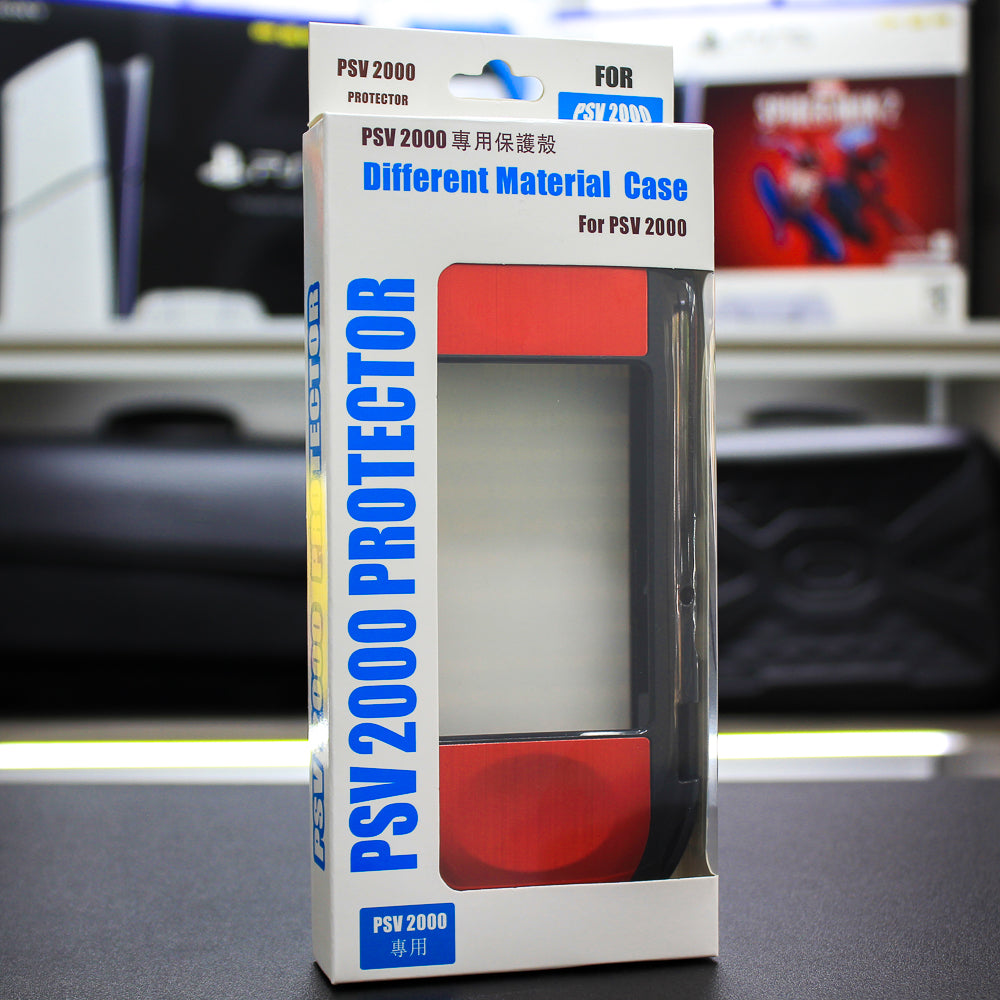 PSV 2000
PROTECTOR
FOR
PSV 2000
PSV 2000 專用保護殼
Different Material Case
For PSV 2000
PSV 2000 PROTECTOR
PSV 2000 PROTECTOR
PSV 2000
專用